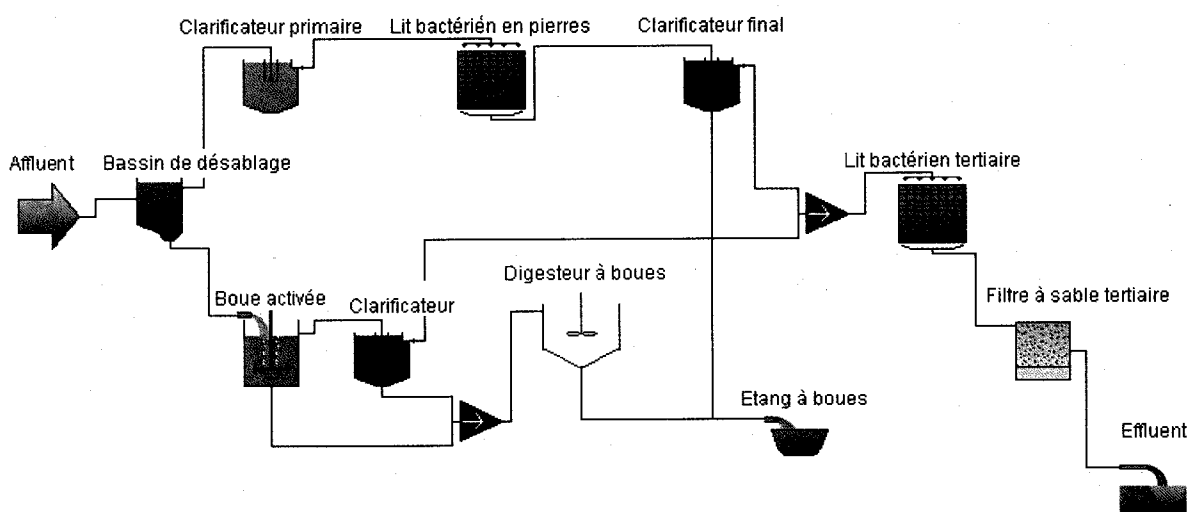 Clarificateur primaire
Lit bactérien en pierres
Clarificateur final
Affluent
Bassin de désablage
Lit bactérien tertiaire
Boue activée
Clarificateur
Digesteur à boues
Filtre à sable tertiaire
Etang à boues
Effluent